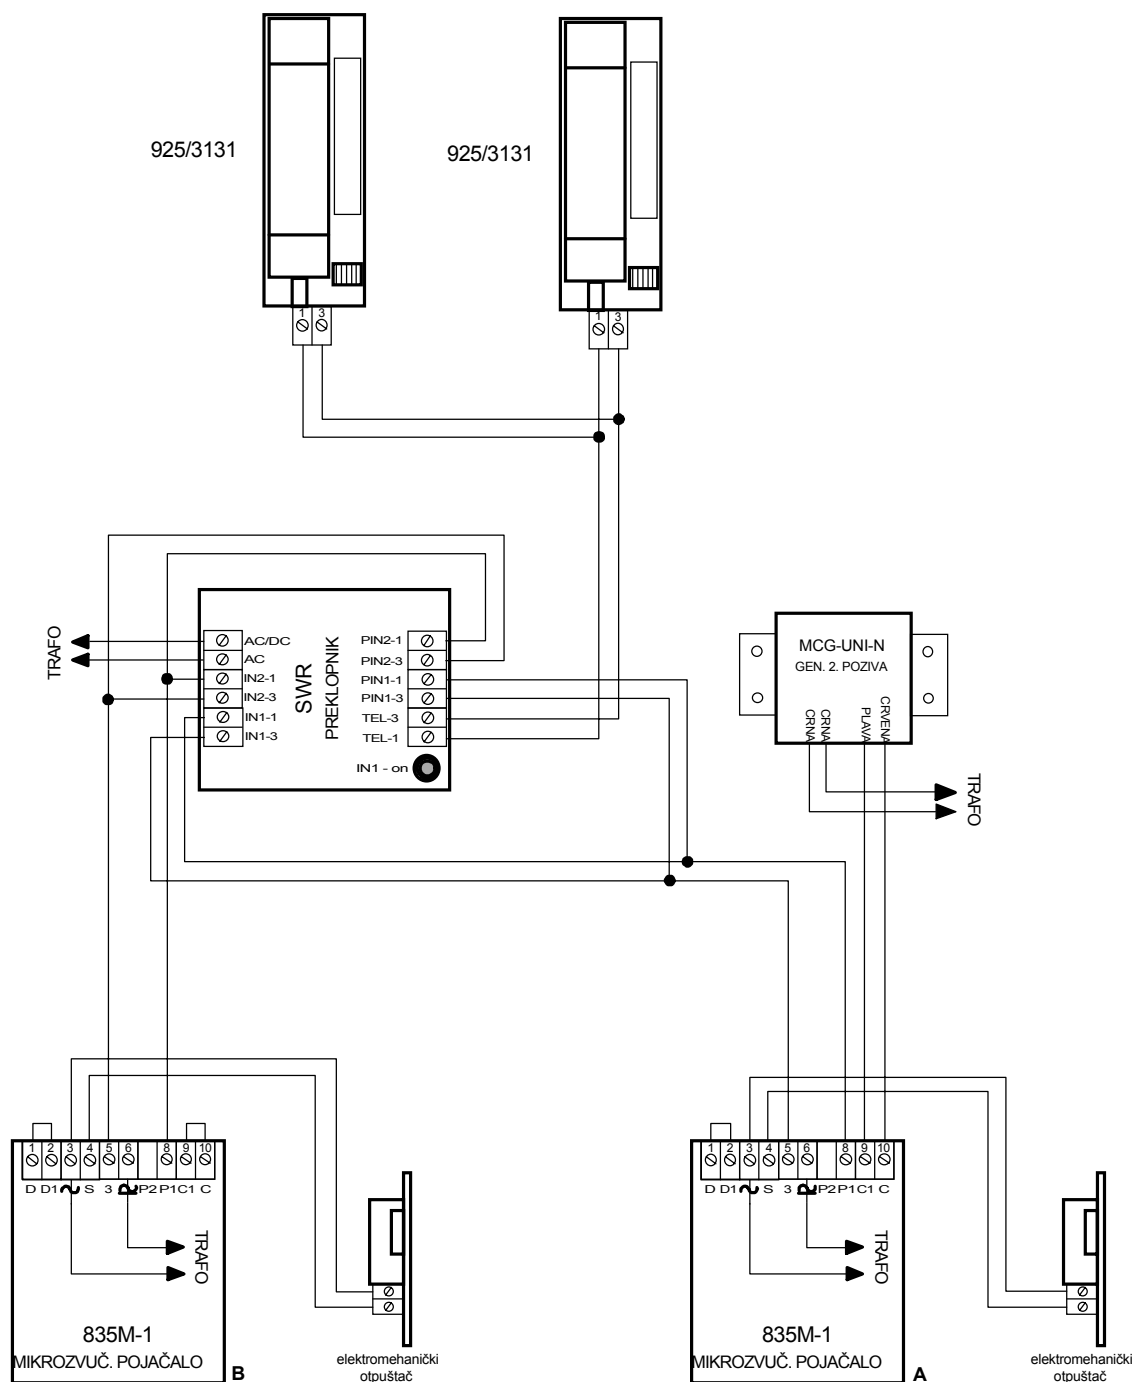 925/3131
925/3131
1 3
1 3
TRAFO
AC/DC
AC
IN2-1
IN2-3
IN1-1
IN1-3
SWR
PREKLOPNIK
PIN2-1
PIN2-3
PIN1-1
PIN1-3
TEL-3
TEL-1
IN1 - on
MCG-UNI-N
GEN. 2. POZIVA
CRNA
CRNA
PLAVA
CRVENA
TRAFO
1 2 3 4 5 6 8 9 10
D D1 S 3 R P2 P1 C1 C
TRAFO
835M-1
MIKROZVUČ. POJAČALO
B
elektromehanički
otpuštač
1 2 3 4 5 6 8 9 10
D D1 S 3 R P2 P1 C1 C
TRAFO
835M-1
MIKROZVUČ. POJAČALO
A
elektromehanički
otpuštač